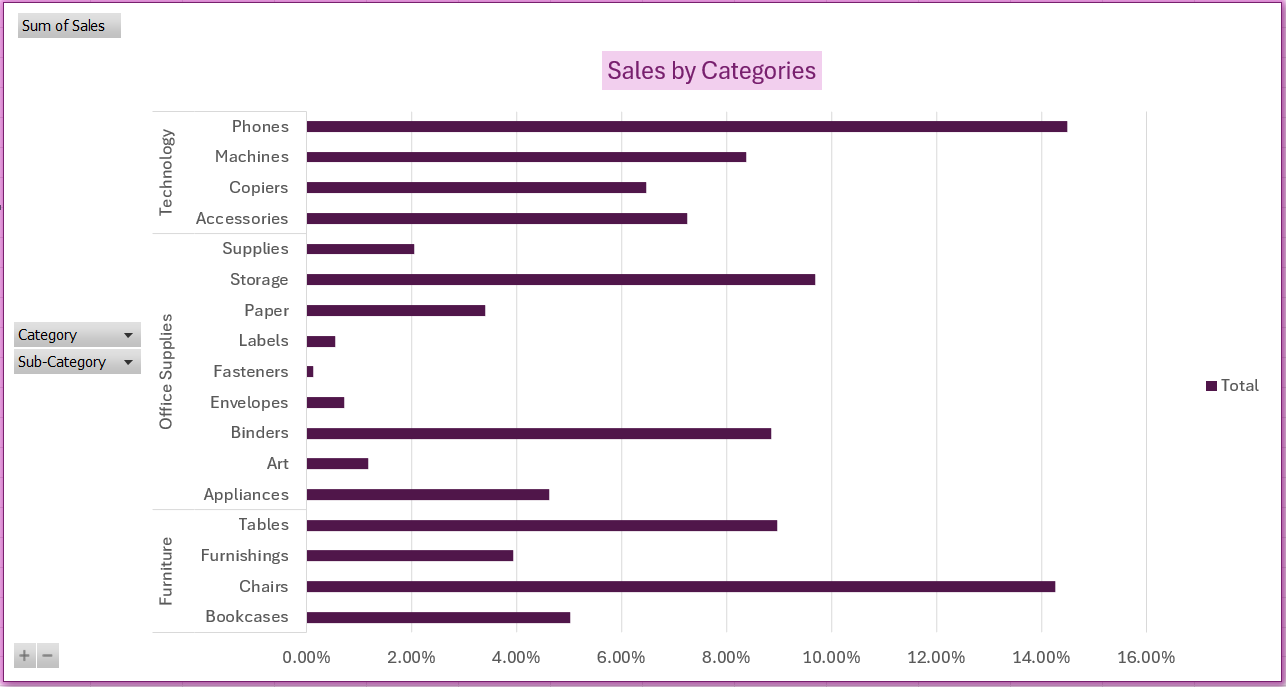 Sum of Sales
Sales by Categories
Technology
Phones
Machines
Copiers
Accessories
Office Supplies
Supplies
Storage
Paper
Labels
Fasteners
Envelopes
Binders
Art
Appliances
Furniture
Tables
Furnishings
Chairs
Bookcases
Category
Sub-Category
Total
0.00% 2.00% 4.00% 6.00% 8.00% 10.00% 12.00% 14.00% 16.00%